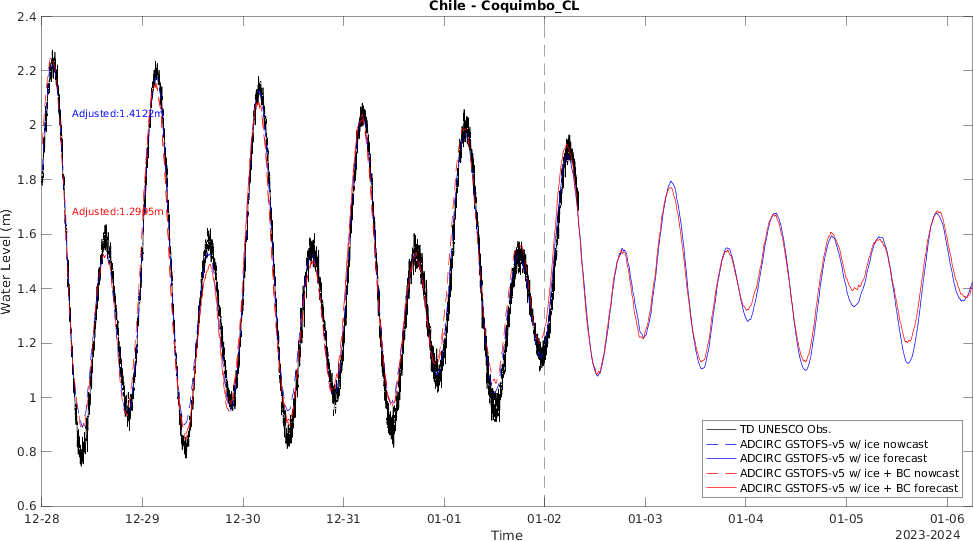 Chile - Coquimbo_CL
2.4
2.2
2
1.8
1.6
1.4
1.2
1
0.8
0.6
Water Level (m)
Adjusted:1.4122m
Adjusted:1.2995m
TD UNESCO Obs.
ADCIRC GSTOFS-v5 w/ ice nowcast
ADCIRC GSTOFS-v5 w/ ice forecast
ADCIRC GSTOFS-v5 w/ ice + BC nowcast
ADCIRC GSTOFS-v5 w/ ice + BC forecast
12-28 12-29 12-30 12-31 01-01 01-02 01-03 01-04 01-05 01-06
Time
2023-2024